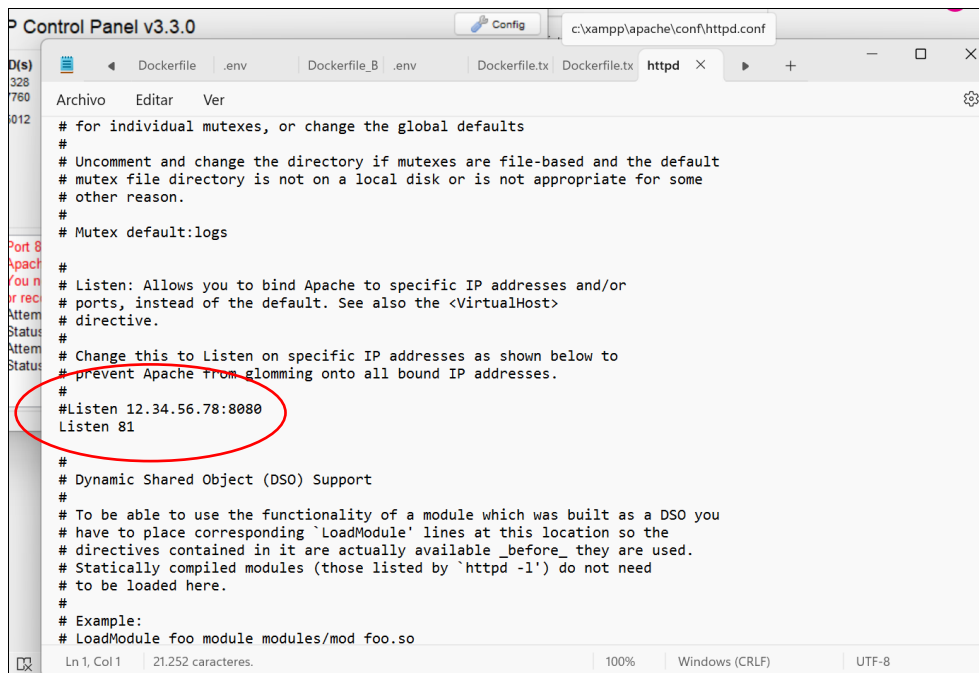 P Control Panel v3.3.0
Config
c:\xampp\apache\conf\httpd.conf
D(s)
328
7760
5012
Dockerfile .env Dockerfile_B .env Dockerfile.tx Dockerfile.tx httpd
Archivo Editar Ver
# for individual mutexes, or change the global defaults
#
# Uncomment and change the directory if mutexes are file-based and the default
# mutex file directory is not on a local disk or is not appropriate for some
# other reason.
#
# Mutex default:logs
Port 8
Apach
You n
or rec
Attem
Status
Attem
Status
#
# Listen: Allows you to bind Apache to specific IP addresses and/or
# ports, instead of the default. See also the <VirtualHost>
# directive.
#
# Change this to Listen on specific IP addresses as shown below to
# prevent Apache from glomming onto all bound IP addresses.
#
#Listen 12.34.56.78:8080
Listen 81
#
# Dynamic Shared Object (DSO) Support
#
# To be able to use the functionality of a module which was built as a DSO you
# have to place corresponding `LoadModule' lines at this location so the
# directives contained in it are actually available _before_ they are used.
# Statically compiled modules (those listed by `httpd -l') do not need
# to be loaded here.
#
# Example:
# LoadModule foo_module modules/mod_foo.so
Ln 1, Col 1 21.252 caracteres. 100% Windows (CRLF) UTF-8